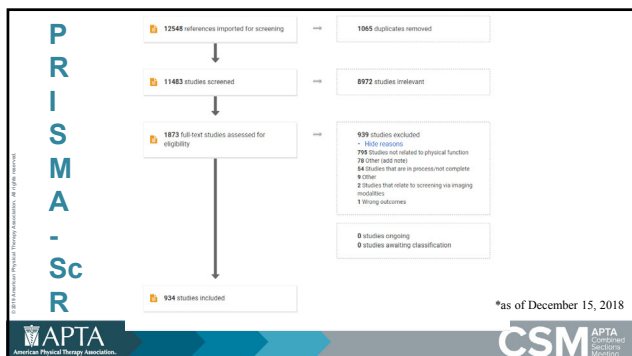 P
R
I
S
M
A
-
Sc
R
12548 references imported for screening
1065 duplicates removed
11483 studies screened
8972 studies irrelevant
1873 full-text studies assessed for
eligibility
939 studies excluded
- Hide reasons
795 Studies not related to physical function
78 Other (add note)
54 Studies that are in process/not complete
9 Other
2 Studies that relate to screening via imaging
modalities
1 Wrong outcomes
0 studies ongoing
0 studies awaiting classification
934 studies included
*as of December 15, 2018
© 2019 American Physical Therapy Association. All rights reserved.
APTA
American Physical Therapy Association.
CSM
APTA
Combined
Sections
Meeting